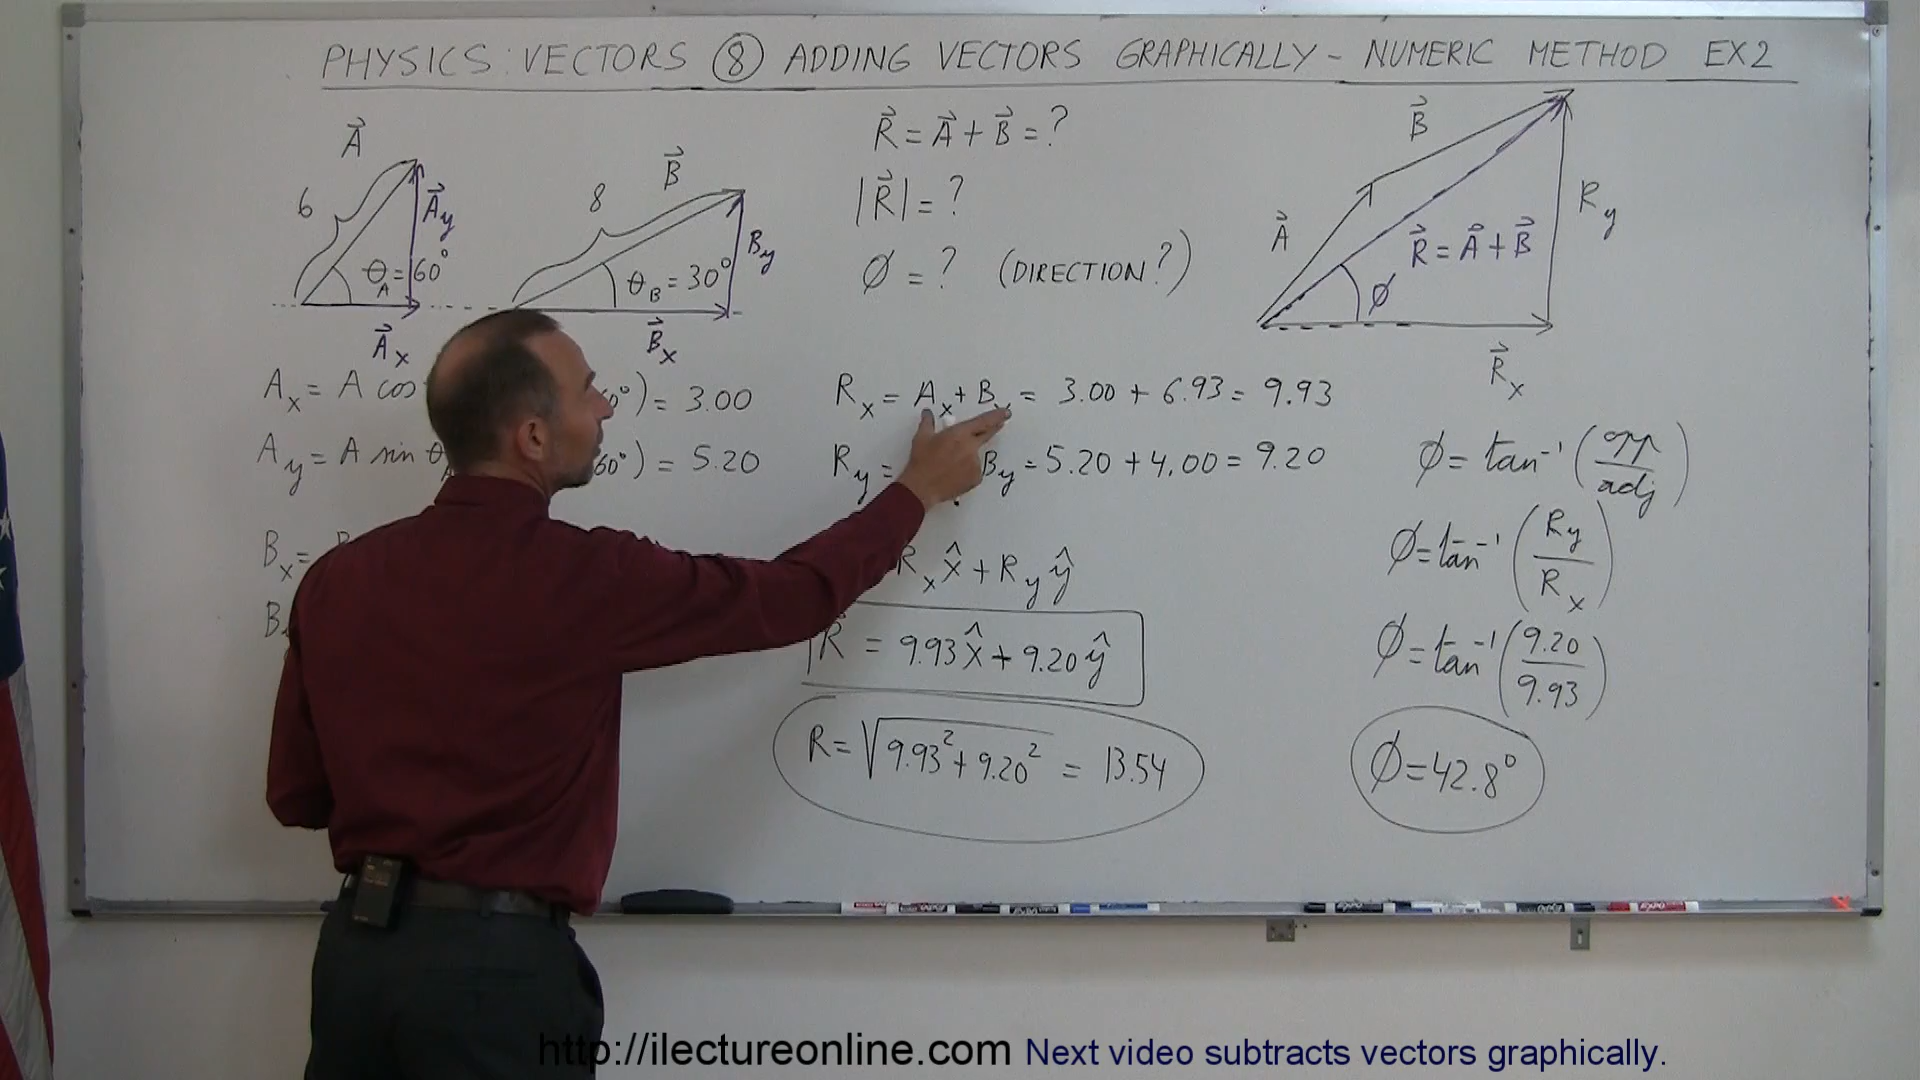 PHYSICS: VECTORS ⑧ ADDING VECTORS GRAPHICALLY - NUMERIC METHOD EX2
A⃗
6
A⃗y
θA = 60°
A⃗x
B⃗
8
By
θB = 30°
B⃗x
R⃗ = A⃗ + B⃗ = ?
|R⃗| = ?
∅ = ? (DIRECTION?)
B⃗
A⃗
R⃗ = A⃗ + B⃗
∅
Ry
R⃗x
Ax = A cos 0°) = 3.00
Ay = A sin θ 60°) = 5.20
Bx =
B
Rx = Ax + Bx = 3.00 + 6.93 = 9.93
Ry = By = 5.20 + 4.00 = 9.20
Rx x̂ + Ry ŷ
R⃗ = 9.93 x̂ + 9.20 ŷ
R = √(9.93² + 9.20²) = 13.54
∅ = tan⁻¹ (opp/adj)
∅ = tan⁻¹ (Ry/Rx)
∅ = tan⁻¹ (9.20/9.93)
∅ = 42.8°
http://ilectureonline.com Next video subtracts vectors graphically.